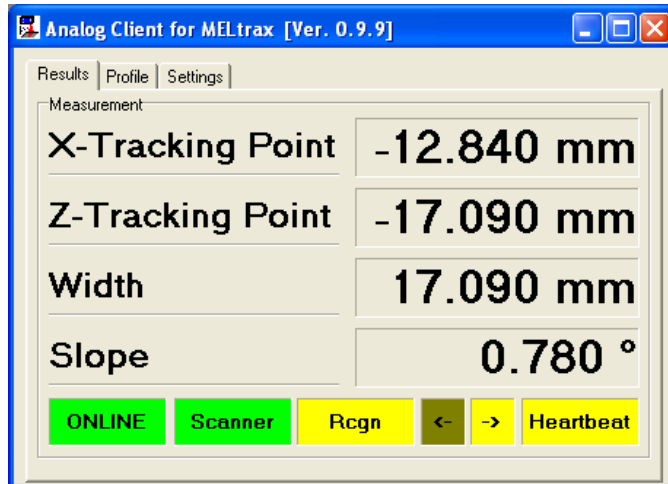 Analog Client for MELtrax [Ver. 0.9.9]
Results Profile Settings
Measurement
X-Tracking Point -12.840 mm
Z-Tracking Point -17.090 mm
Width 17.090 mm
Slope 0.780 °
ONLINE Scanner Rcgn <- -> Heartbeat